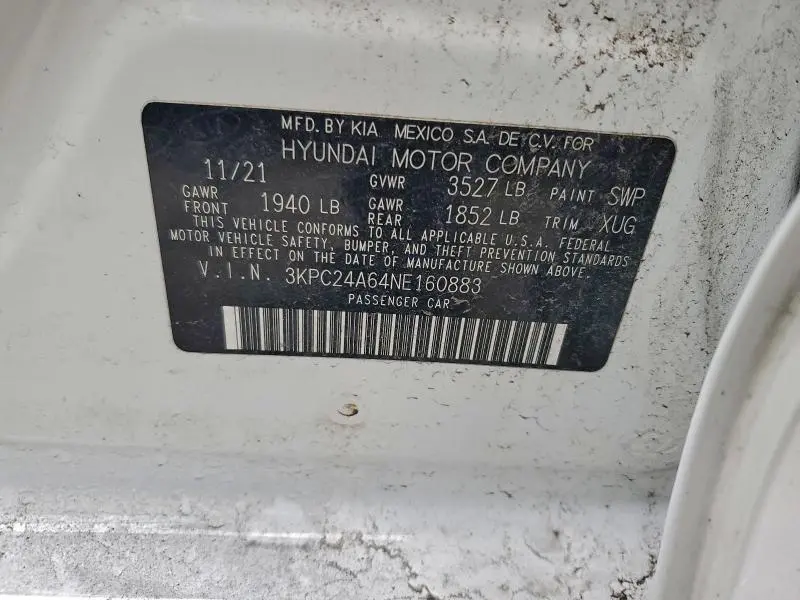 MFD. BY KIA MEXICO S.A. DE C.V. FOR
HYUNDAI MOTOR COMPANY
11/21 GVWR 3527 LB PAINT SWP
GAWR FRONT 1940 LB GAWR REAR 1852 LB TRIM XUG
THIS VEHICLE CONFORMS TO ALL APPLICABLE U.S.A. FEDERAL
MOTOR VEHICLE SAFETY, BUMPER, AND THEFT PREVENTION STANDARDS
IN EFFECT ON THE DATE OF MANUFACTURE SHOWN ABOVE.
V.I.N. 3KPC24A64NE160883
PASSENGER CAR